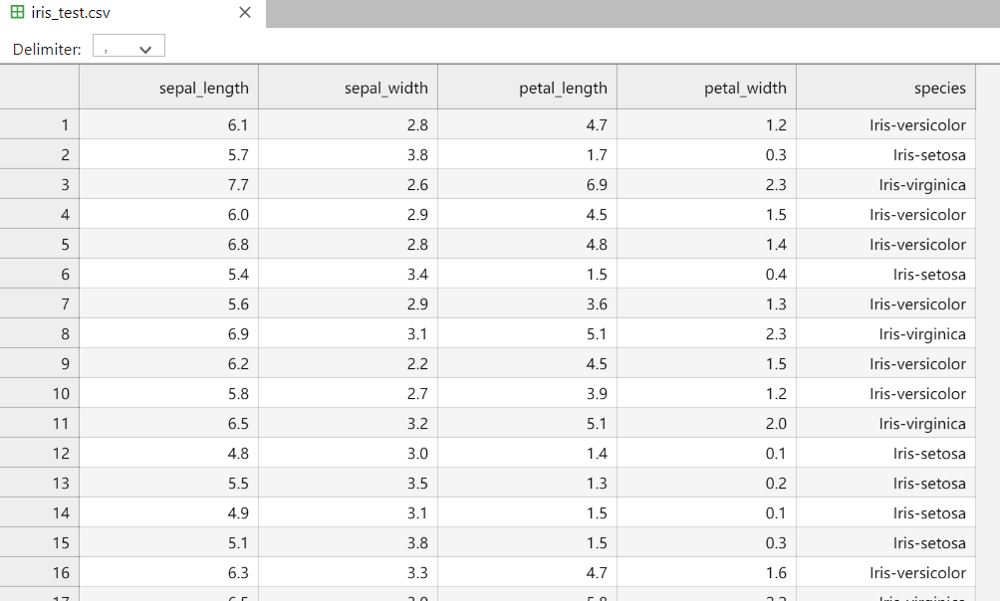 iris_test.csv
Delimiter: ,
sepal_length sepal_width petal_length petal_width species
1 6.1 2.8 4.7 1.2 Iris-versicolor
2 5.7 3.8 1.7 0.3 Iris-setosa
3 7.7 2.6 6.9 2.3 Iris-virginica
4 6.0 2.9 4.5 1.5 Iris-versicolor
5 6.8 2.8 4.8 1.4 Iris-versicolor
6 5.4 3.4 1.5 0.4 Iris-setosa
7 5.6 2.9 3.6 1.3 Iris-versicolor
8 6.9 3.1 5.1 2.3 Iris-virginica
9 6.2 2.2 4.5 1.5 Iris-versicolor
10 5.8 2.7 3.9 1.2 Iris-versicolor
11 6.5 3.2 5.1 2.0 Iris-virginica
12 4.8 3.0 1.4 0.1 Iris-setosa
13 5.5 3.5 1.3 0.2 Iris-setosa
14 4.9 3.1 1.5 0.1 Iris-setosa
15 5.1 3.8 1.5 0.3 Iris-setosa
16 6.3 3.3 4.7 1.6 Iris-versicolor